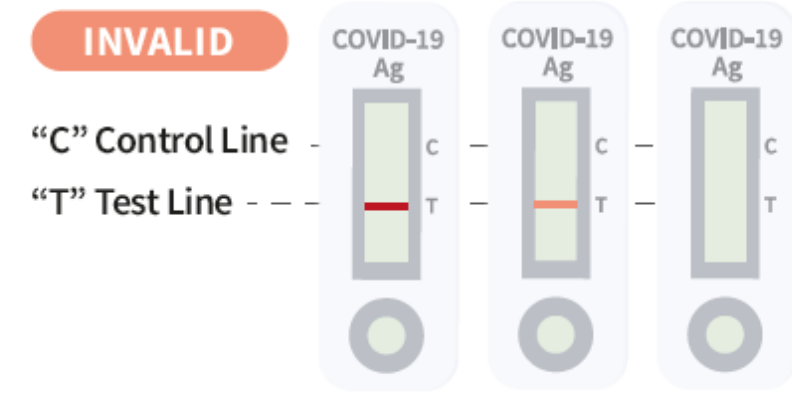 INVALID
COVID-19
Ag
COVID-19
Ag
COVID-19
Ag
“C” Control Line
C
C
C
“T” Test Line
T
T
T